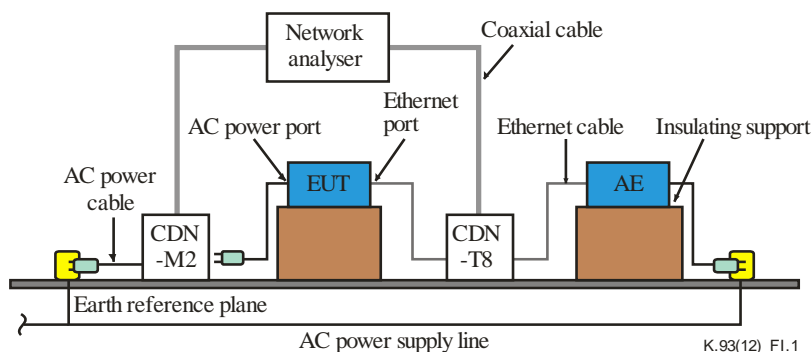 Network
analyser
Coaxial cable
AC power port
Ethernet
port
Ethernet cable
Insulating support
AC power
cable
EUT
AE
CDN
-M2
CDN
-T8
Earth reference plane
AC power supply line
K.93(12)_FI.1